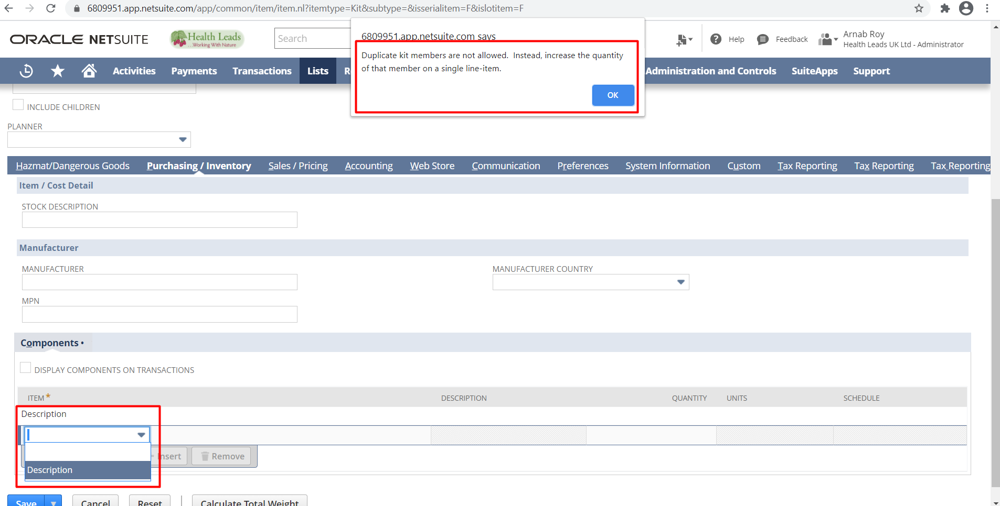 6809951.app.netsuite.com/app/common/item/item.nl?itemtype=Kit&subtype=&isserialitem=F&islotitem=F
6809951.app.netsuite.com says
Duplicate kit members are not allowed.  Instead, increase the quantity
of that member on a single line-item.
OK
ORACLE NETSUITE
Health Leads
...Working With Nature
Search
Help
Feedback
Arnab Roy
Health Leads UK Ltd - Administrator
Activities
Payments
Transactions
Lists
Administration and Controls
SuiteApps
Support
INCLUDE CHILDREN
PLANNER
Hazmat/Dangerous Goods
Purchasing / Inventory
Sales / Pricing
Accounting
Web Store
Communication
Preferences
System Information
Custom
Tax Reporting
Tax Reporting
Tax Reporting
Item / Cost Detail
STOCK DESCRIPTION
Manufacturer
MANUFACTURER
MANUFACTURER COUNTRY
MPN
Components •
DISPLAY COMPONENTS ON TRANSACTIONS
ITEM *
DESCRIPTION
QUANTITY
UNITS
SCHEDULE
Description
Insert
Remove
Description
Save
Cancel
Reset
Calculate Total Weight